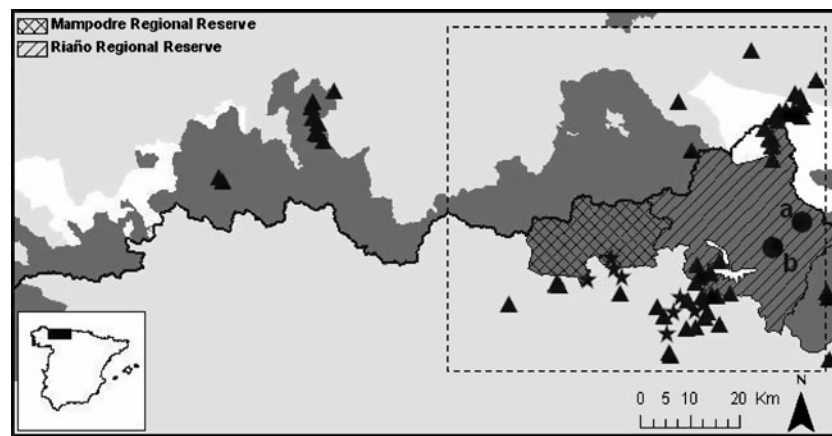 Mampodre Regional Reserve
Riaño Regional Reserve
a
b
N
0 5 10 20 Km